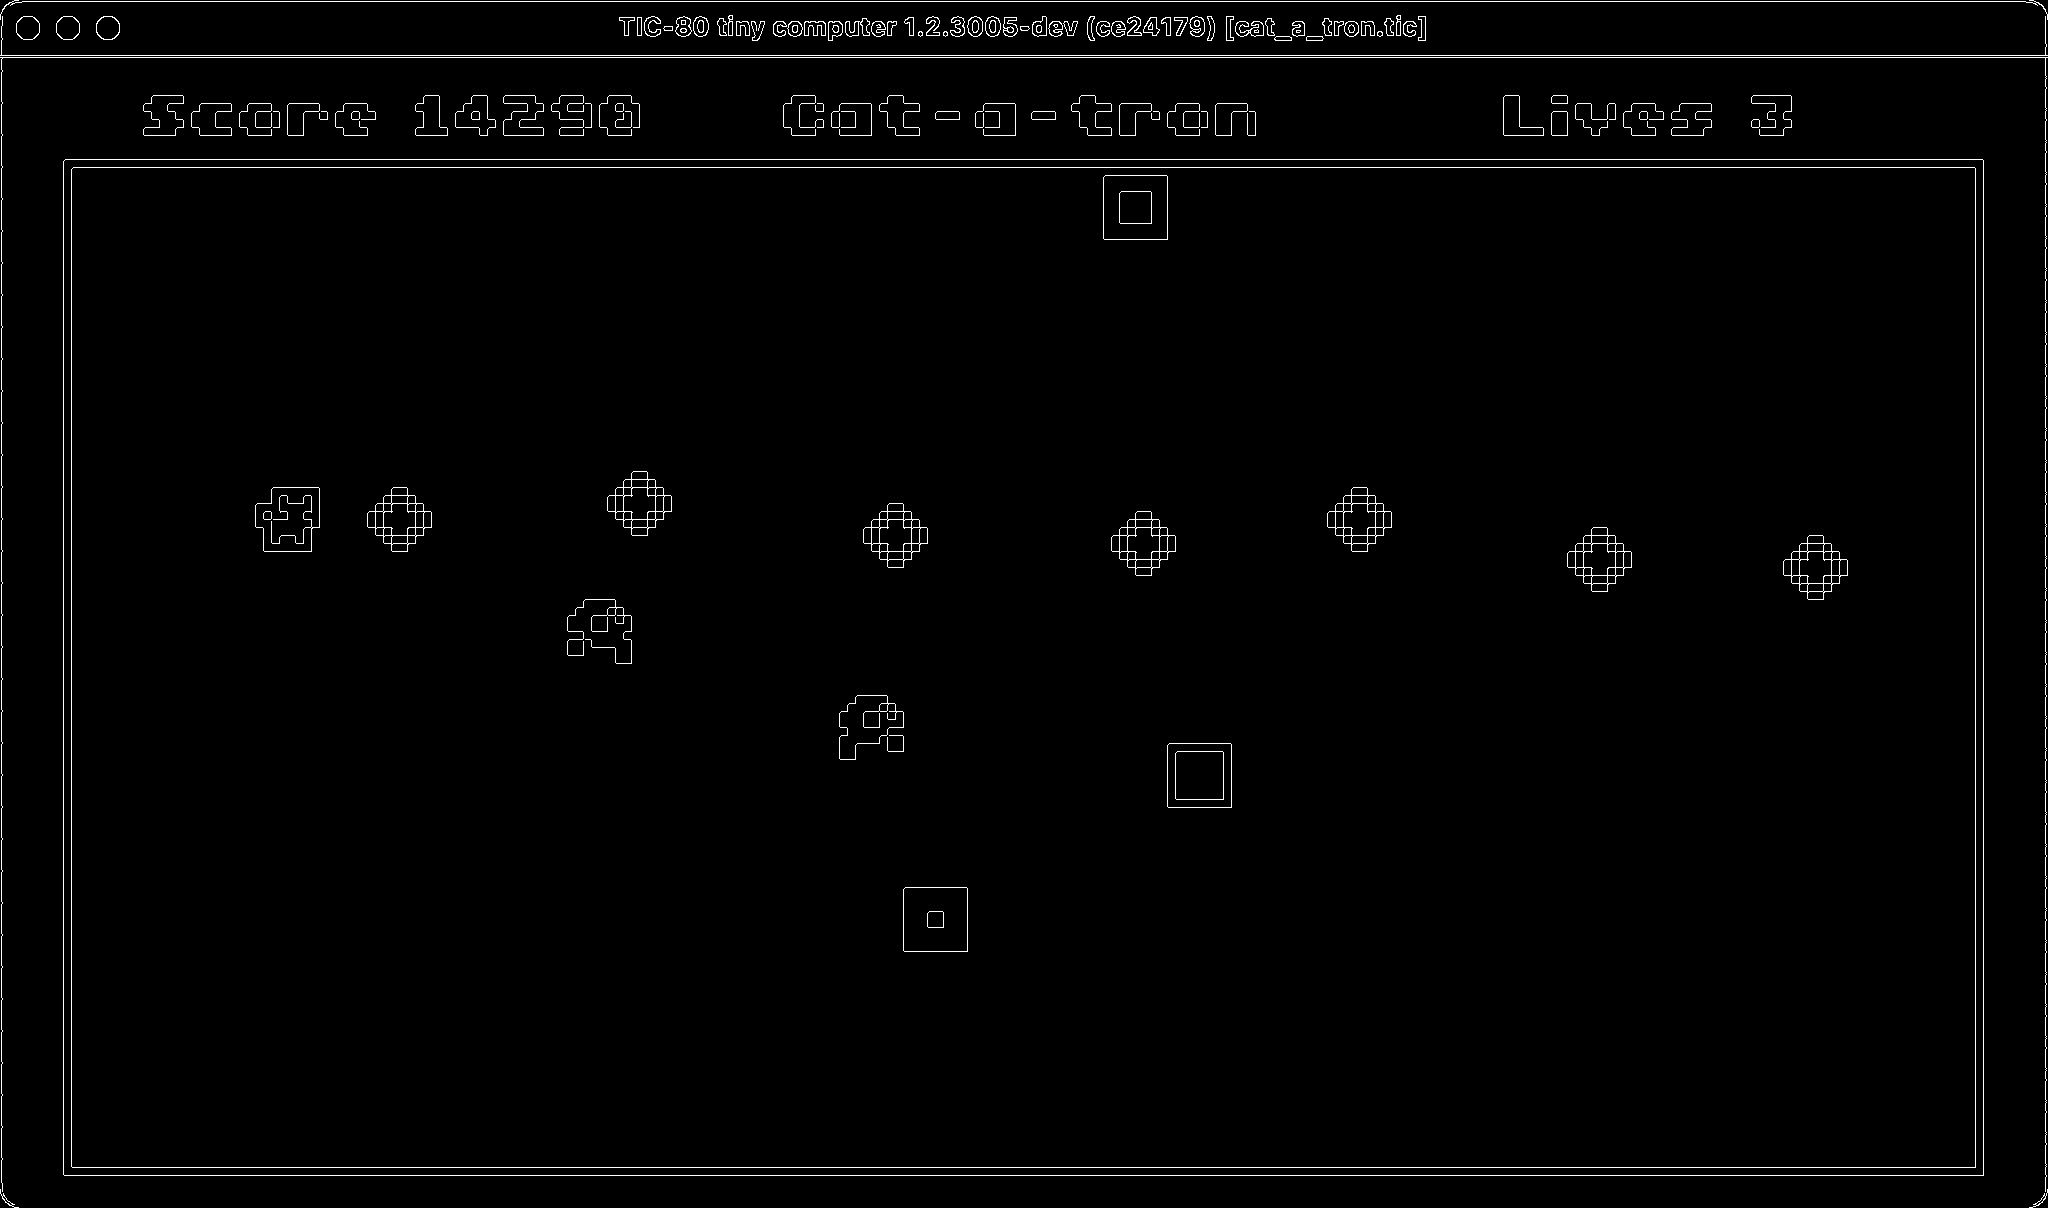 TIC-80 tiny computer 1.2.3005-dev (ce24179) [cat_a_tron.tic]
Score 14290 Cat-a-tron Lives 3